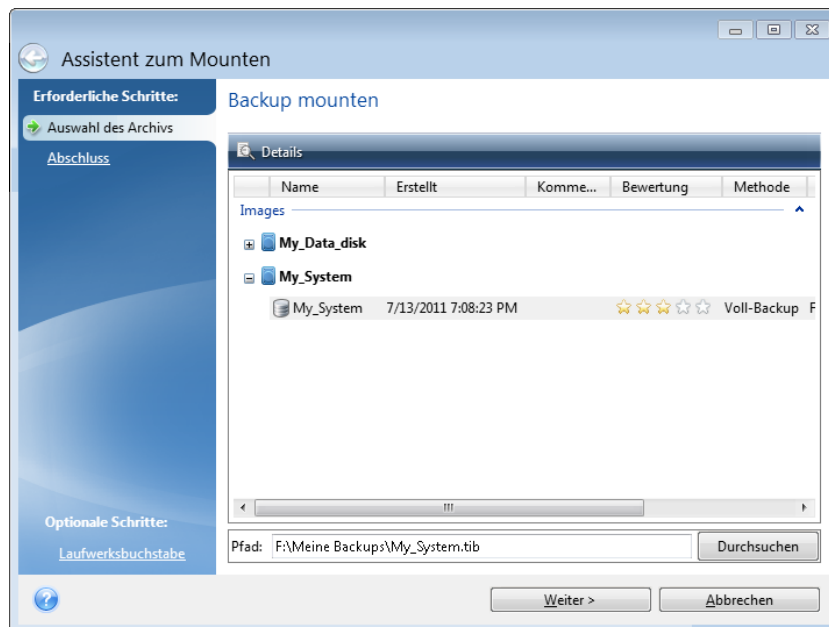 Assistent zum Mounten
Erforderliche Schritte:
Auswahl des Archivs
Abschluss
Backup mounten
Details
Name Erstellt Komme... Bewertung Methode
Images
My_Data_disk
My_System
My_System 7/13/2011 7:08:23 PM Voll-Backup F
Optionale Schritte:
Laufwerksbuchstabe
Pfad: F:\Meine Backups\My_System.tib Durchsuchen
Weiter > Abbrechen